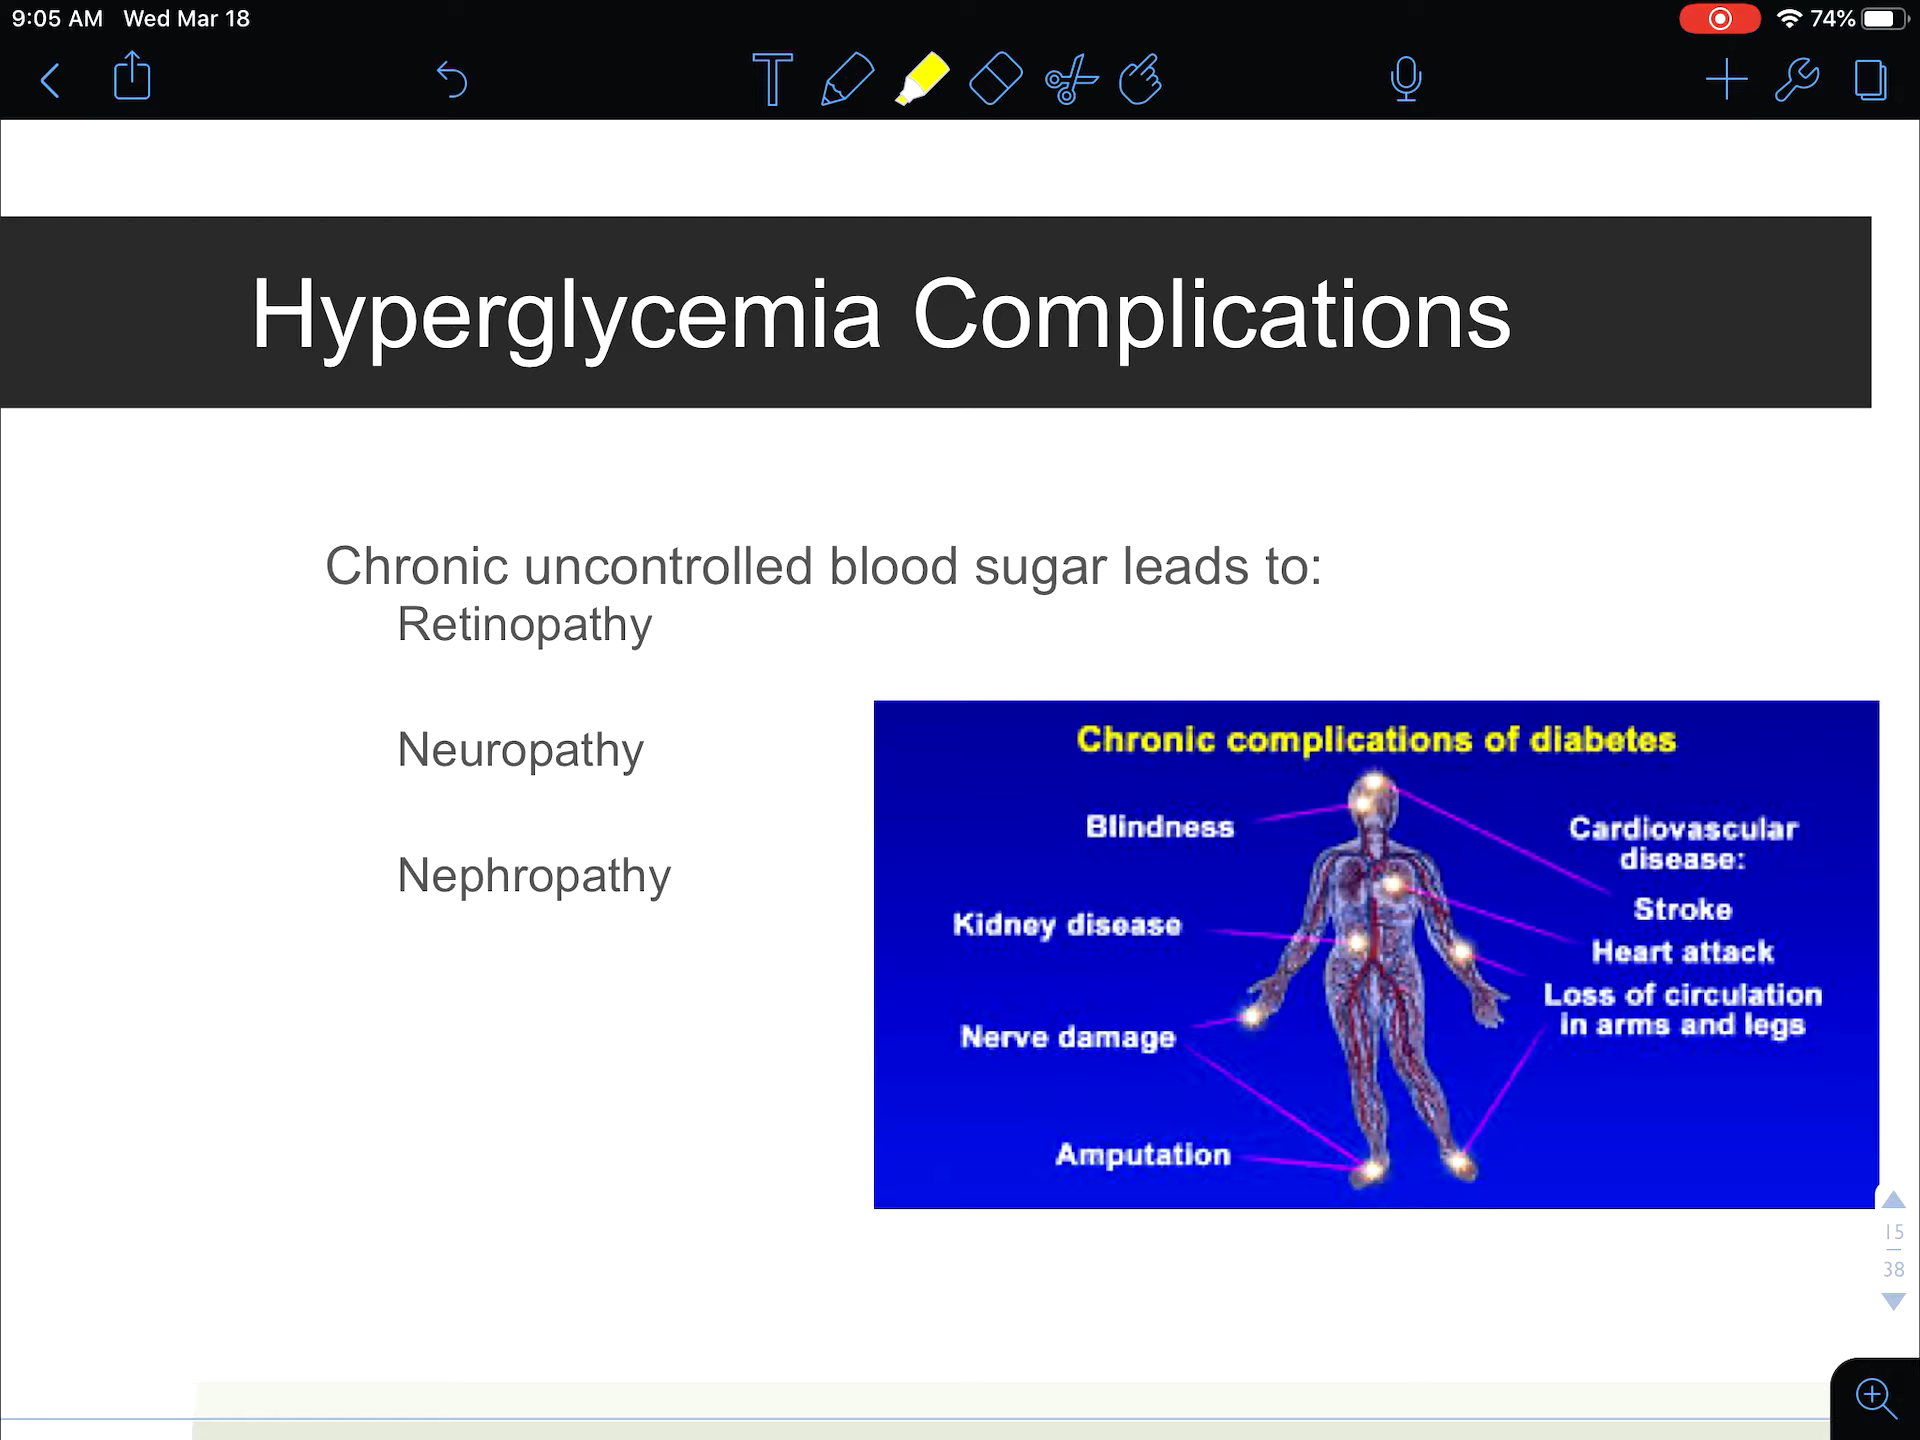 9:05 AM Wed Mar 18
74%
Hyperglycemia Complications
Chronic uncontrolled blood sugar leads to:
Retinopathy
Neuropathy
Nephropathy
Chronic complications of diabetes
Blindness
Kidney disease
Nerve damage
Amputation
Cardiovascular
disease:
Stroke
Heart attack
Loss of circulation
in arms and legs
15
38